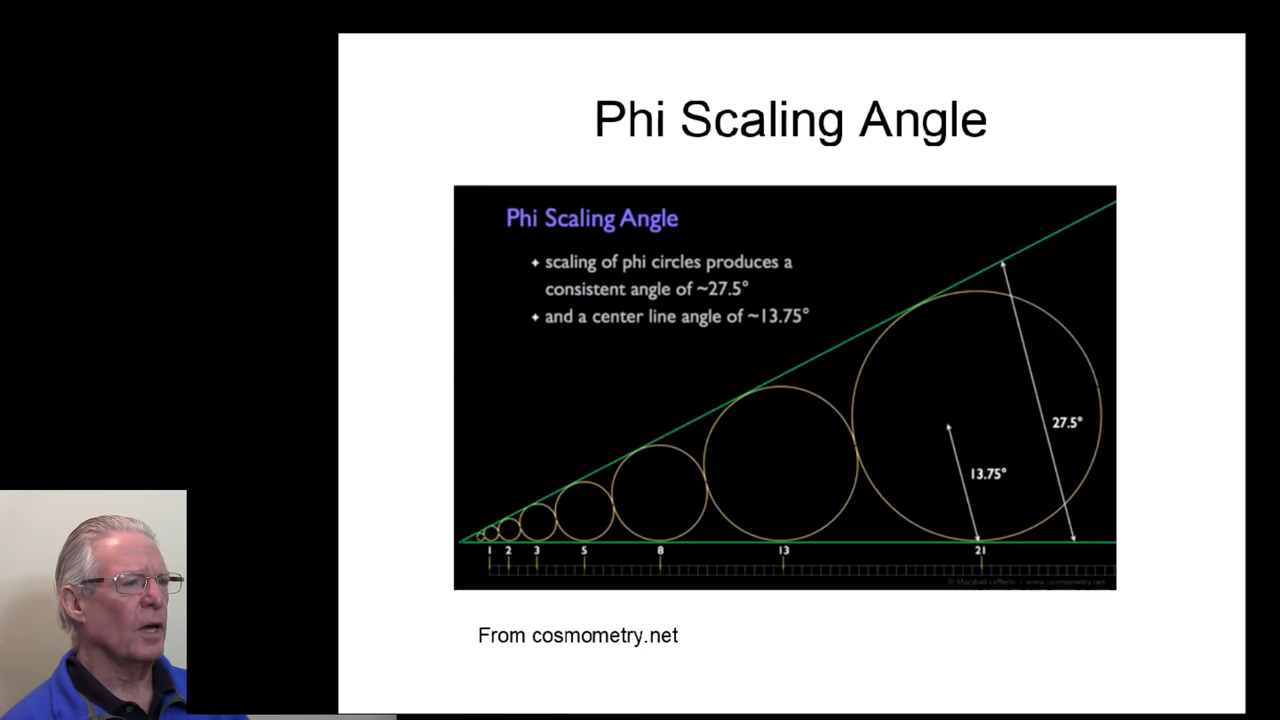 Phi Scaling Angle
Phi Scaling Angle
✦ scaling of phi circles produces a
consistent angle of ~27.5°
✦ and a center line angle of ~13.75°
27.5°
13.75°
1 2 3 5 8 13 21
© Marshall Lefferts • www.cosmometry.net
From cosmometry.net